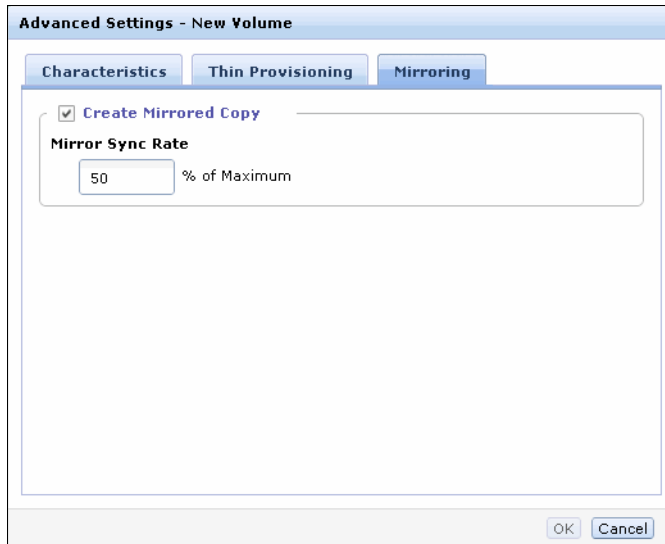 Advanced Settings - New Volume
Characteristics Thin Provisioning Mirroring
Create Mirrored Copy
Mirror Sync Rate
50 % of Maximum
OK Cancel